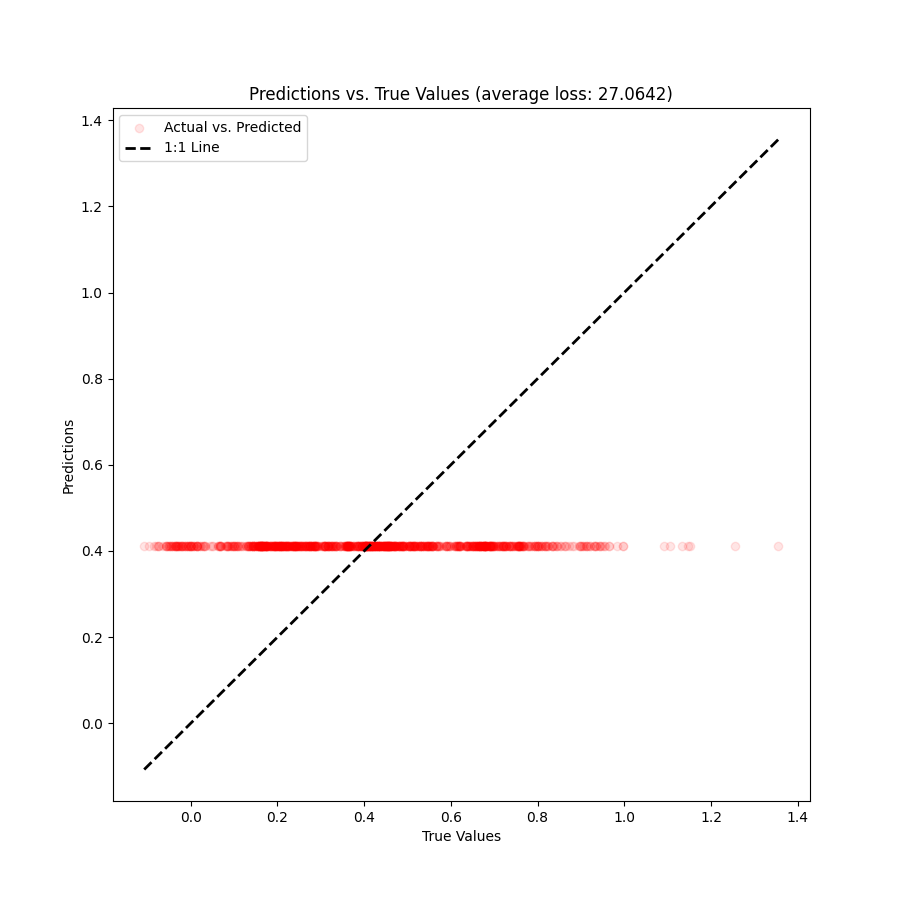 Predictions vs. True Values (average loss: 27.0642)
Actual vs. Predicted
1:1 Line
1.4
1.2
1.0
0.8
0.6
0.4
0.2
0.0
Predictions
0.0 0.2 0.4 0.6 0.8 1.0 1.2 1.4
True Values